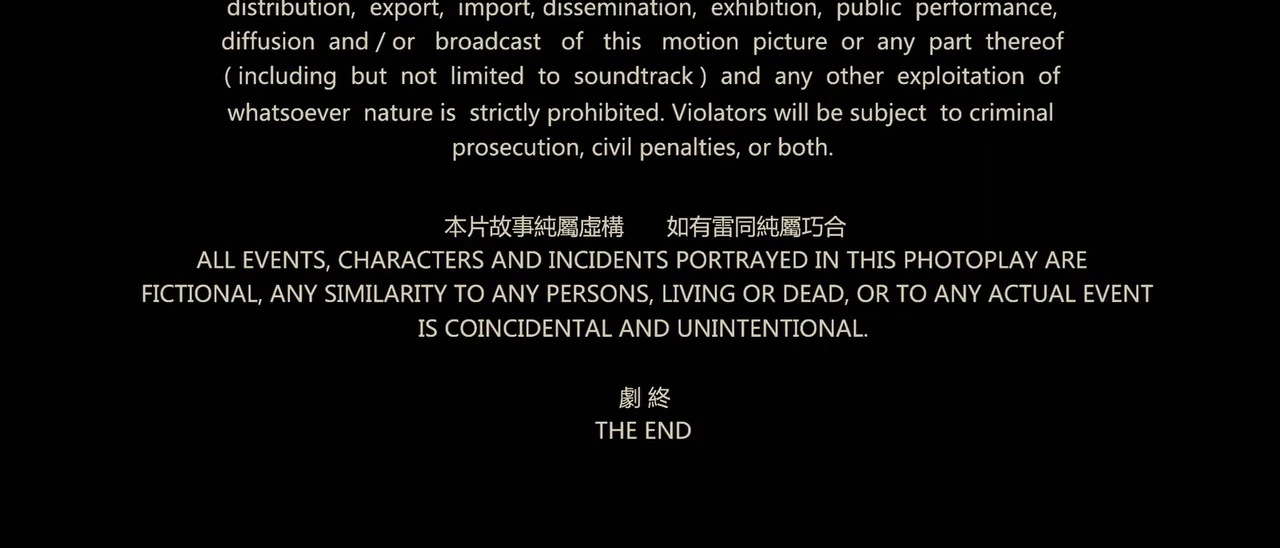 distribution, export, import, dissemination, exhibition, public performance,
diffusion and / or broadcast of this motion picture or any part thereof
( including but not limited to soundtrack ) and any other exploitation of
whatsoever nature is strictly prohibited. Violators will be subject to criminal
prosecution, civil penalties, or both.
本片故事純屬虛構 如有雷同純屬巧合
ALL EVENTS, CHARACTERS AND INCIDENTS PORTRAYED IN THIS PHOTOPLAY ARE
FICTIONAL, ANY SIMILARITY TO ANY PERSONS, LIVING OR DEAD, OR TO ANY ACTUAL EVENT
IS COINCIDENTAL AND UNINTENTIONAL.
劇 終
THE END